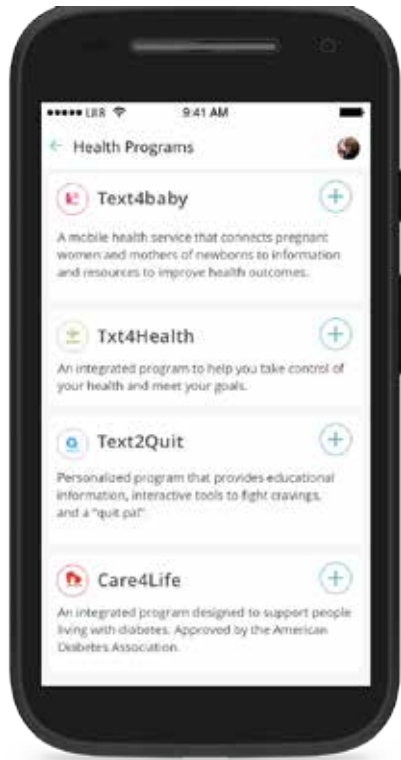 UI8 9:41 AM
Health Programs
Text4baby
A mobile health service that connects pregnant
women and mothers of newborns to information
and resources to improve health outcomes.
Txt4Health
An integrated program to help you take control of
your health and meet your goals.
Text2Quit
Personalized program that provides educational
information, interactive tools to fight cravings,
and a "quit pal".
Care4Life
An integrated program designed to support people
living with diabetes. Approved by the American
Diabetes Association.